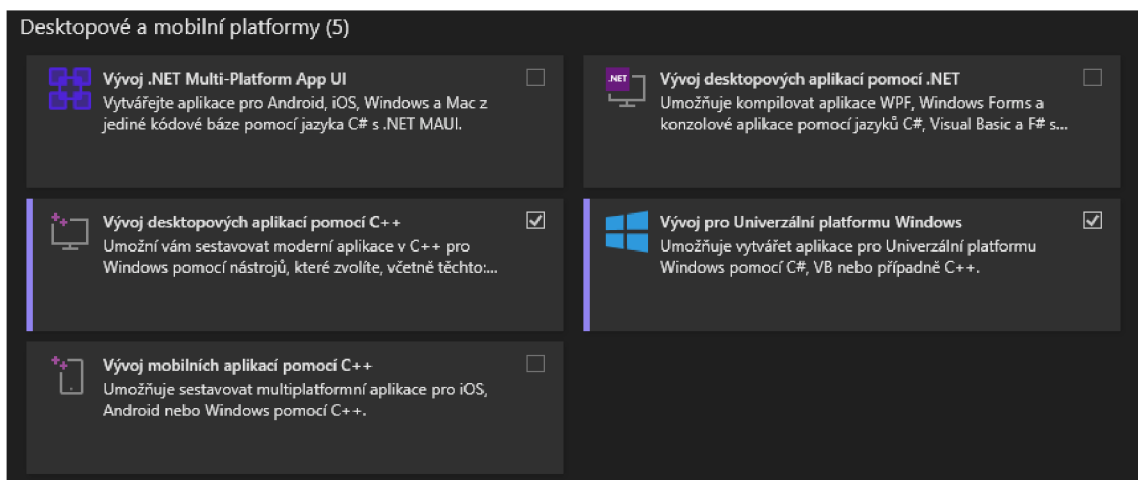 Desktopové a mobilní platformy (5)
Vývoj .NET Multi-Platform App UI
Vytvářejte aplikace pro Android, iOS, Windows a Mac z
jediné kódové báze pomocí jazyka C# s .NET MAUI.
.NET
Vývoj desktopových aplikací pomocí .NET
Umožňuje kompilovat aplikace WPF, Windows Forms a
konzolové aplikace pomocí jazyků C#, Visual Basic a F# s...
Vývoj desktopových aplikací pomocí C++
Umožní vám sestavovat moderní aplikace v C++ pro
Windows pomocí nástrojů, které zvolíte, včetně těchto:...
Vývoj pro Univerzální platformu Windows
Umožňuje vytvářet aplikace pro Univerzální platformu
Windows pomocí C#, VB nebo případně C++.
Vývoj mobilních aplikací pomocí C++
Umožňuje sestavovat multiplatformní aplikace pro iOS,
Android nebo Windows pomocí C++.